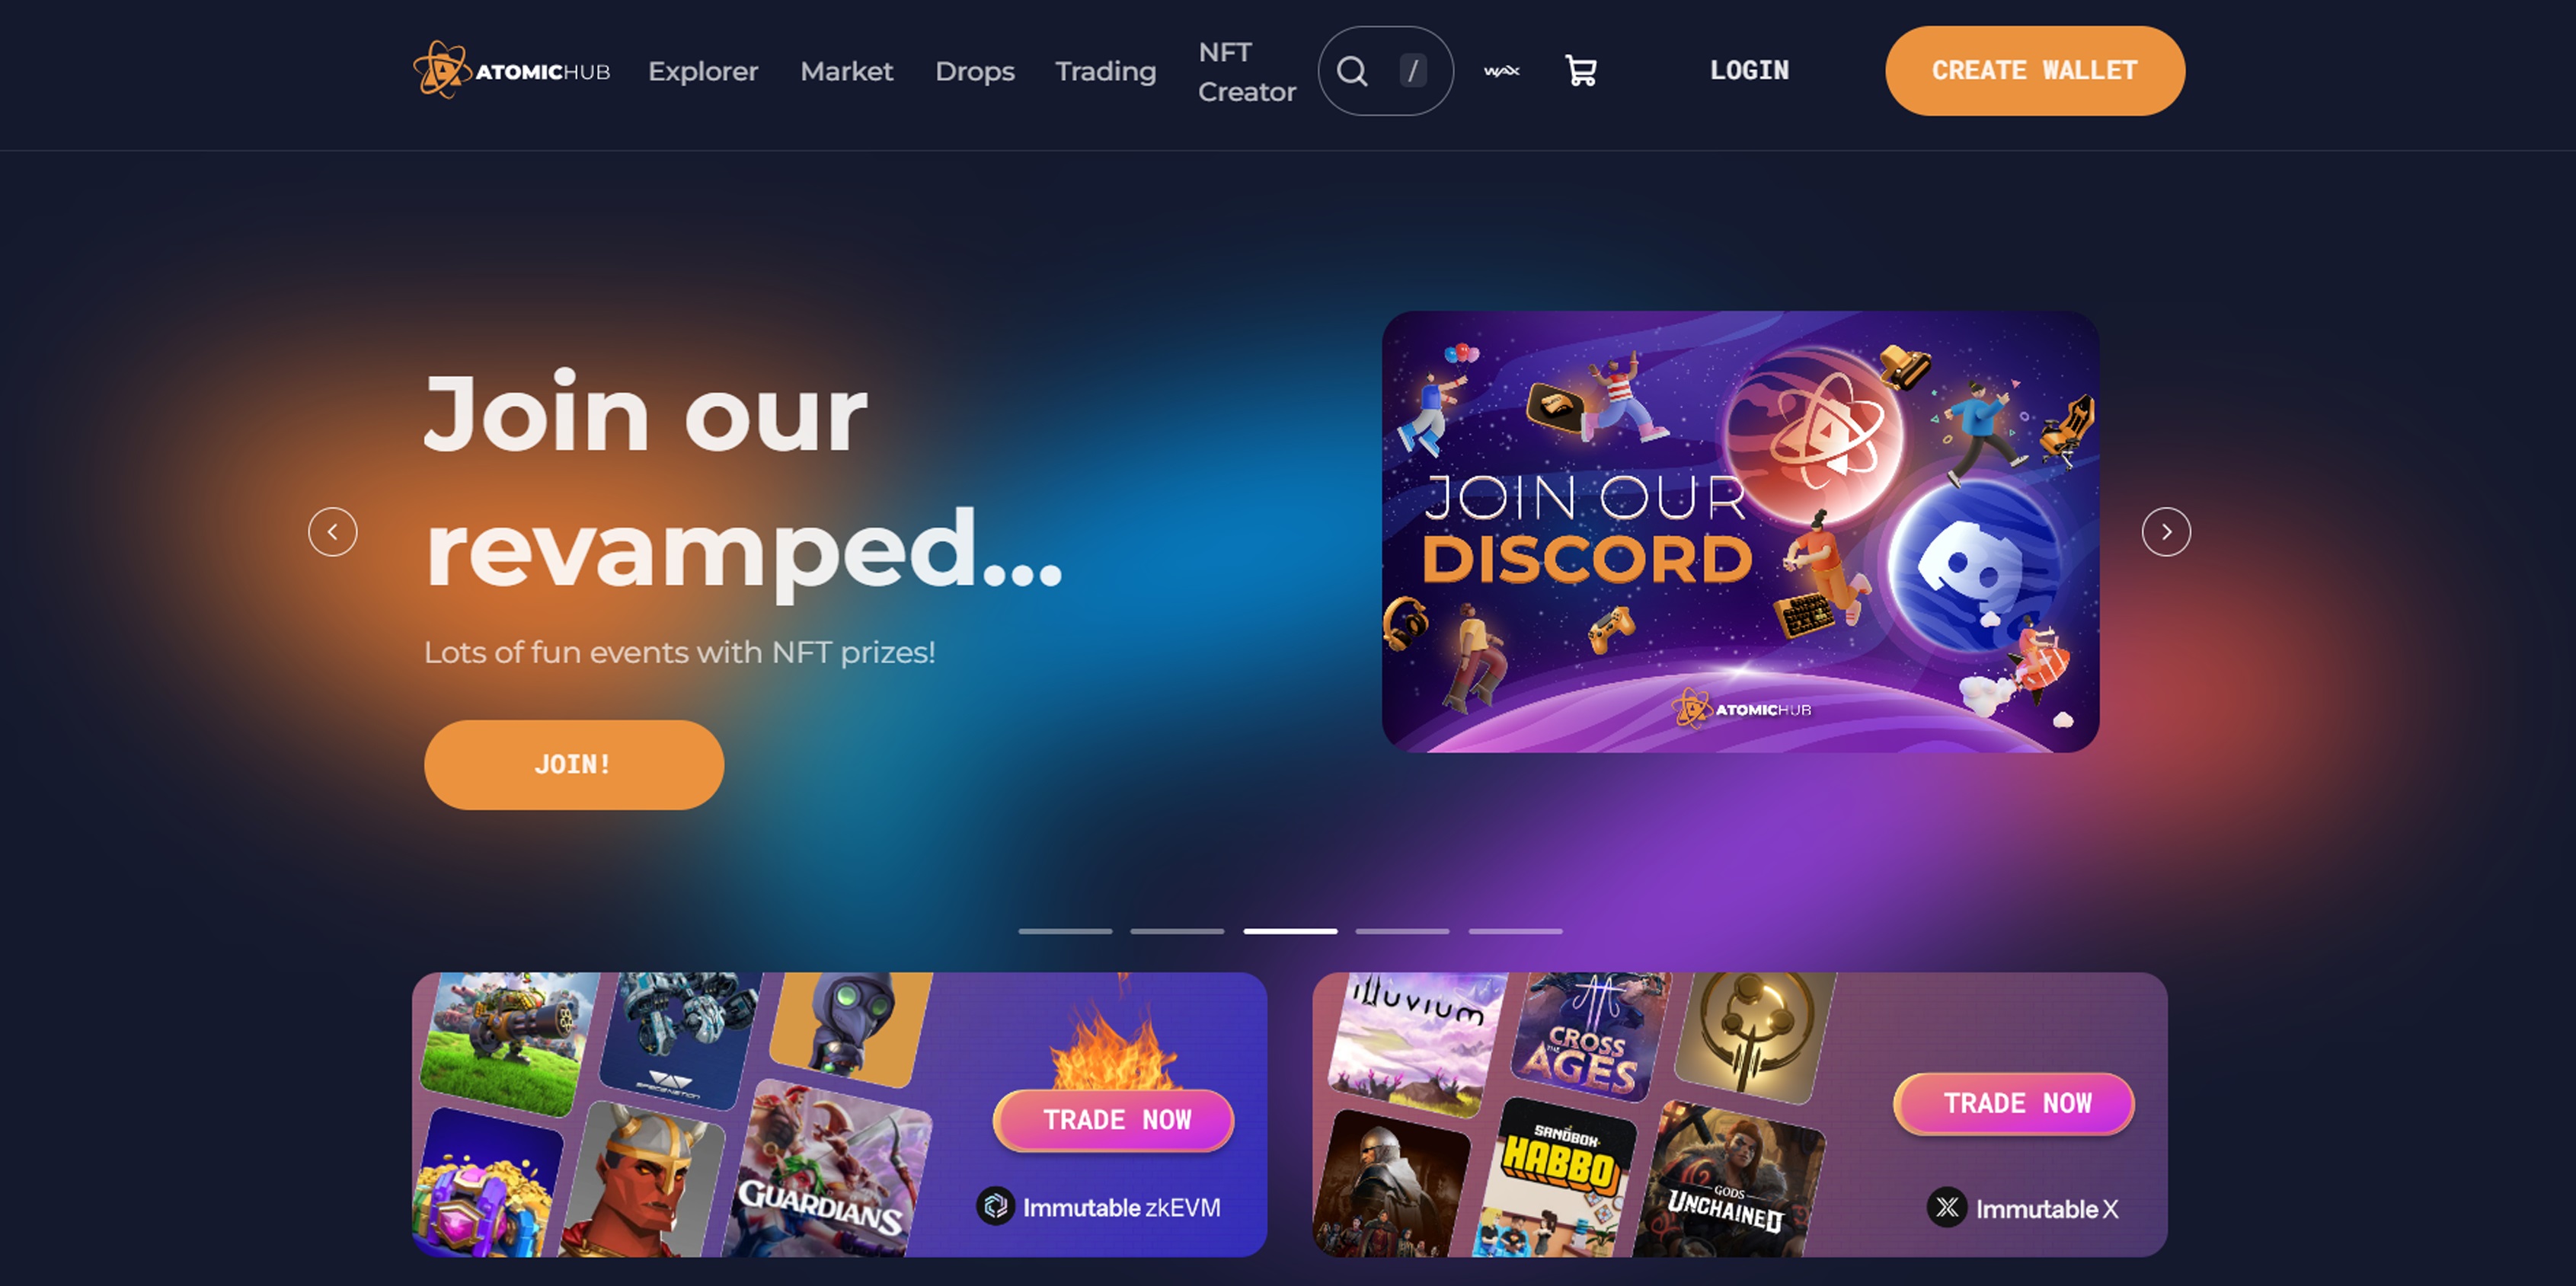 ATOMICHUB
Explorer
Market
Drops
Trading
NFT
Creator
/
WAX
LOGIN
CREATE WALLET
Join our
revamped...
Lots of fun events with NFT prizes!
JOIN!
JOIN OUR
DISCORD
ATOMICHUB
SPACENATION
GUARDIANS
TRADE NOW
Immutable zkEVM
illuvium
CROSS
THE
AGES
SANDBOX
HABBO
GODS
UNCHAINED
TRADE NOW
Immutable X